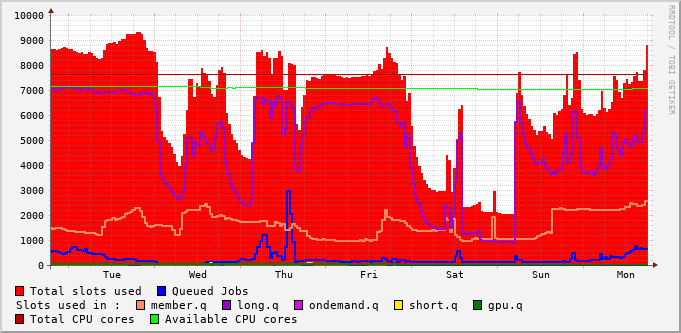 10000
9000
8000
7000
6000
5000
4000
3000
2000
1000
0
Tue Wed Thu Fri Sat Sun Mon
RRDTOOL / TOBI OETIKER
Total slots used Queued Jobs
Slots used in : member.q long.q ondemand.q short.q gpu.q
Total CPU cores Available CPU cores